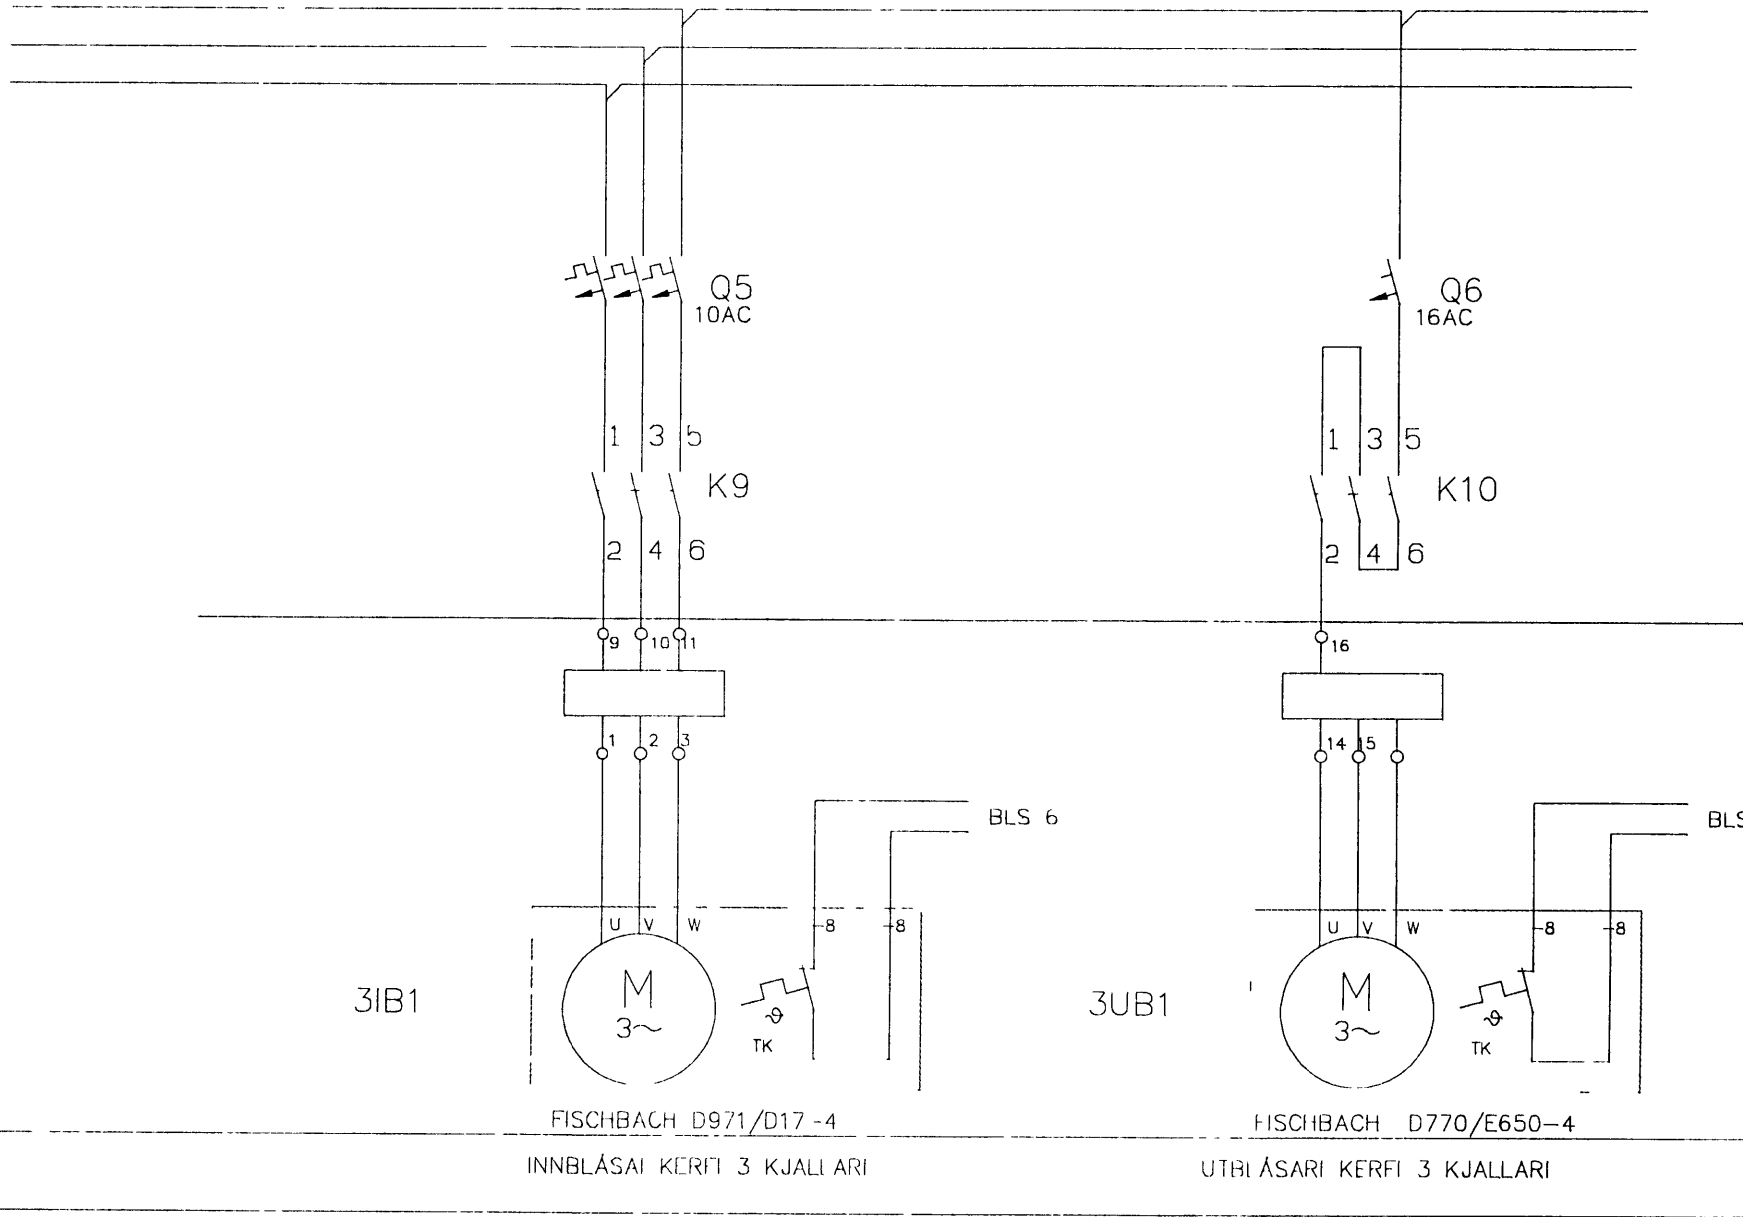 Q5
10AC
Q6
16AC
1 3 5
K9
2 4 6
1 3 5
K10
2 4 6
9 10 11
16
1 2 3
14 15
BLS 6
BLS
U V W
8 8
U V W
8 8
3IB1
M
3~
ϑ
TK
3UB1
M
3~
ϑ
TK
FISCHBACH D971/D17-4
FISCHBACH D770/E650-4
INNBLÁSAI KERFI 3 KJALLARI
UTBLÁSARI KERFI 3 KJALLARI